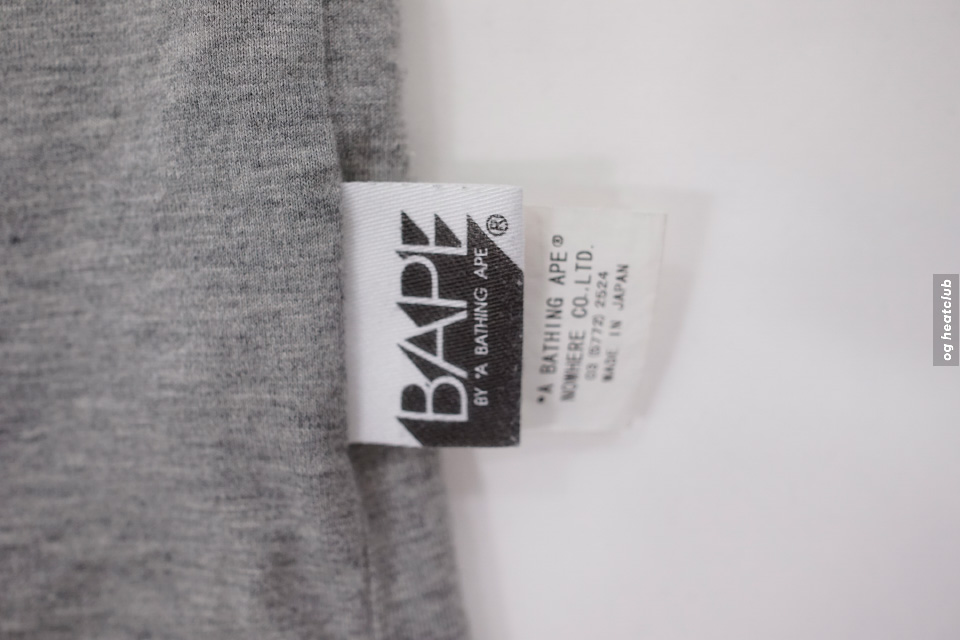 BAPE
BY *A BATHING APE ®
*A BATHING APE®
NOWHERE CO.,LTD.
03 (5772) 2524
MADE IN JAPAN
og heatclub